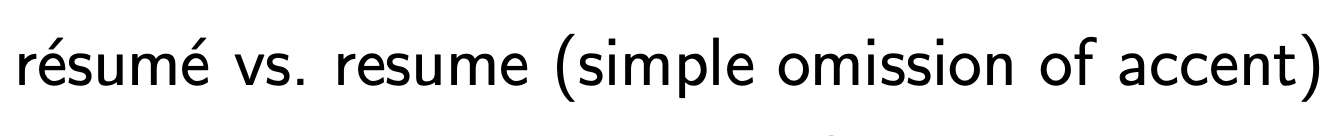 résumé vs. resume (simple omission of accent)